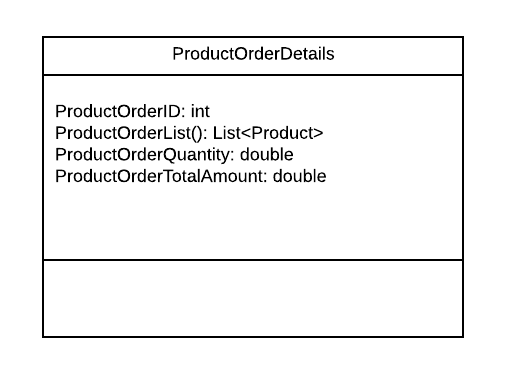 ProductOrderDetails
ProductOrderID: int
ProductOrderList(): List<Product>
ProductOrderQuantity: double
ProductOrderTotalAmount: double